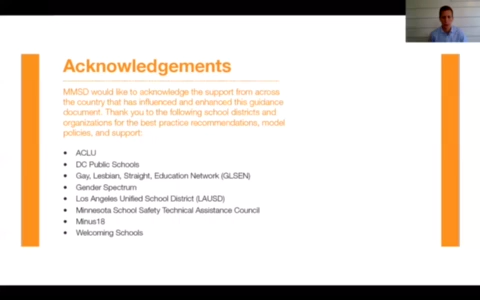 Acknowledgements
MMSD would like to acknowledge the support from across
the country that has influenced and enhanced this guidance
document. Thank you to the following school districts and
organizations for the best practice recommendations, model
policies, and support:
• ACLU
• DC Public Schools
• Gay, Lesbian, Straight, Education Network (GLSEN)
• Gender Spectrum
• Los Angeles Unified School District (LAUSD)
• Minnesota School Safety Technical Assistance Council
• Minus18
• Welcoming Schools